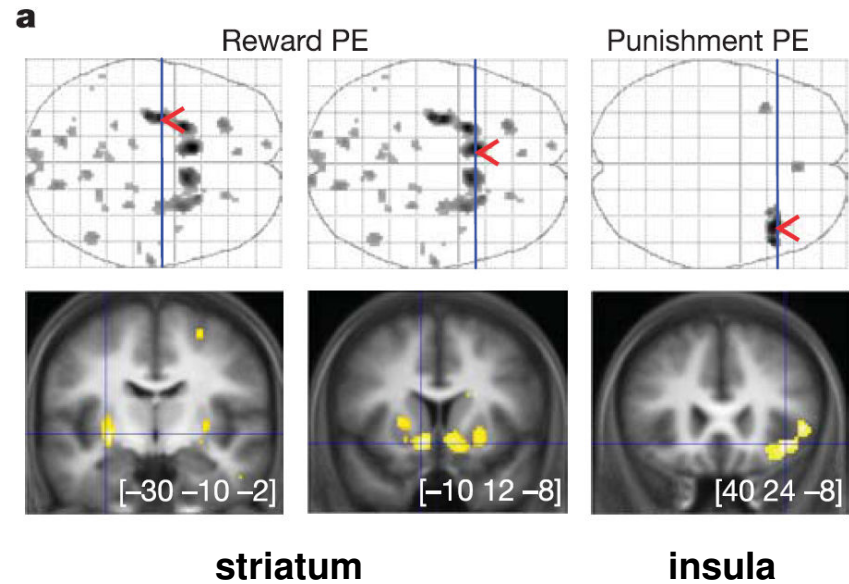 a
Reward PE
Punishment PE
[–30 –10 –2]
[–10 12 –8]
[40 24 –8]
striatum
insula